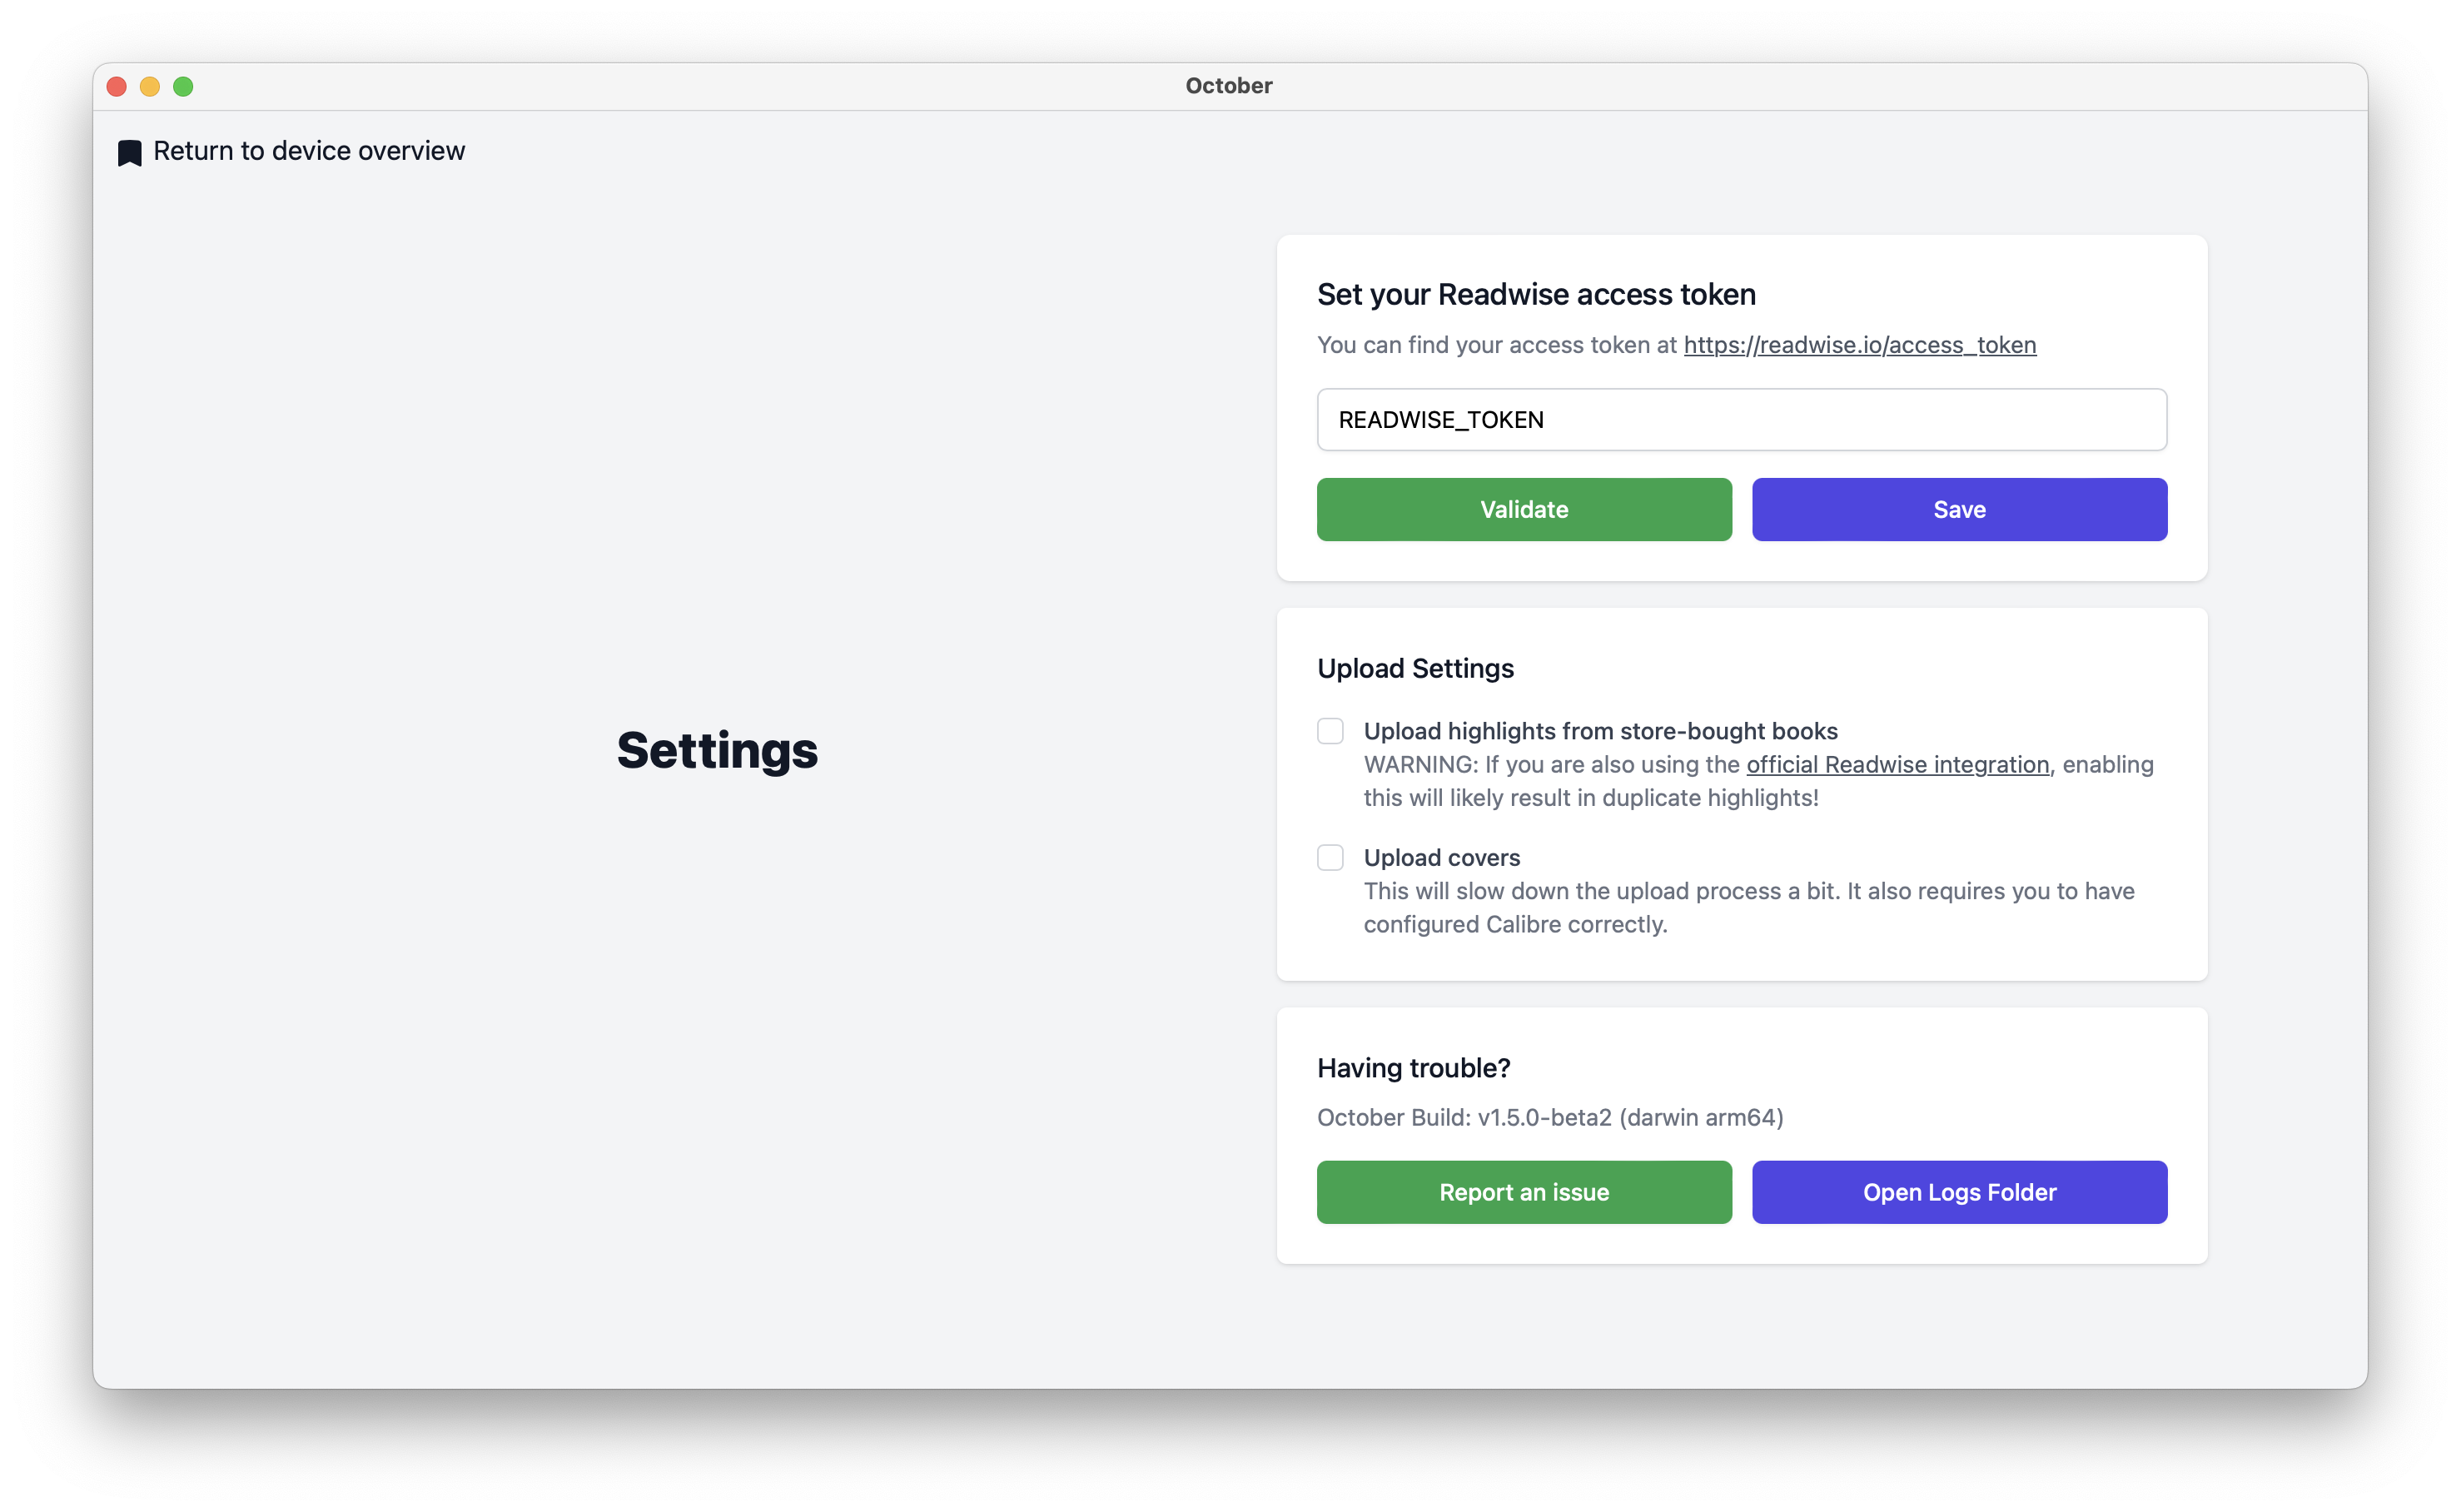 October
Return to device overview
Settings
Set your Readwise access token
You can find your access token at https://readwise.io/access_token
READWISE_TOKEN
Validate
Save
Upload Settings
Upload highlights from store-bought books
WARNING: If you are also using the official Readwise integration, enabling
this will likely result in duplicate highlights!
Upload covers
This will slow down the upload process a bit. It also requires you to have
configured Calibre correctly.
Having trouble?
October Build: v1.5.0-beta2 (darwin arm64)
Report an issue
Open Logs Folder